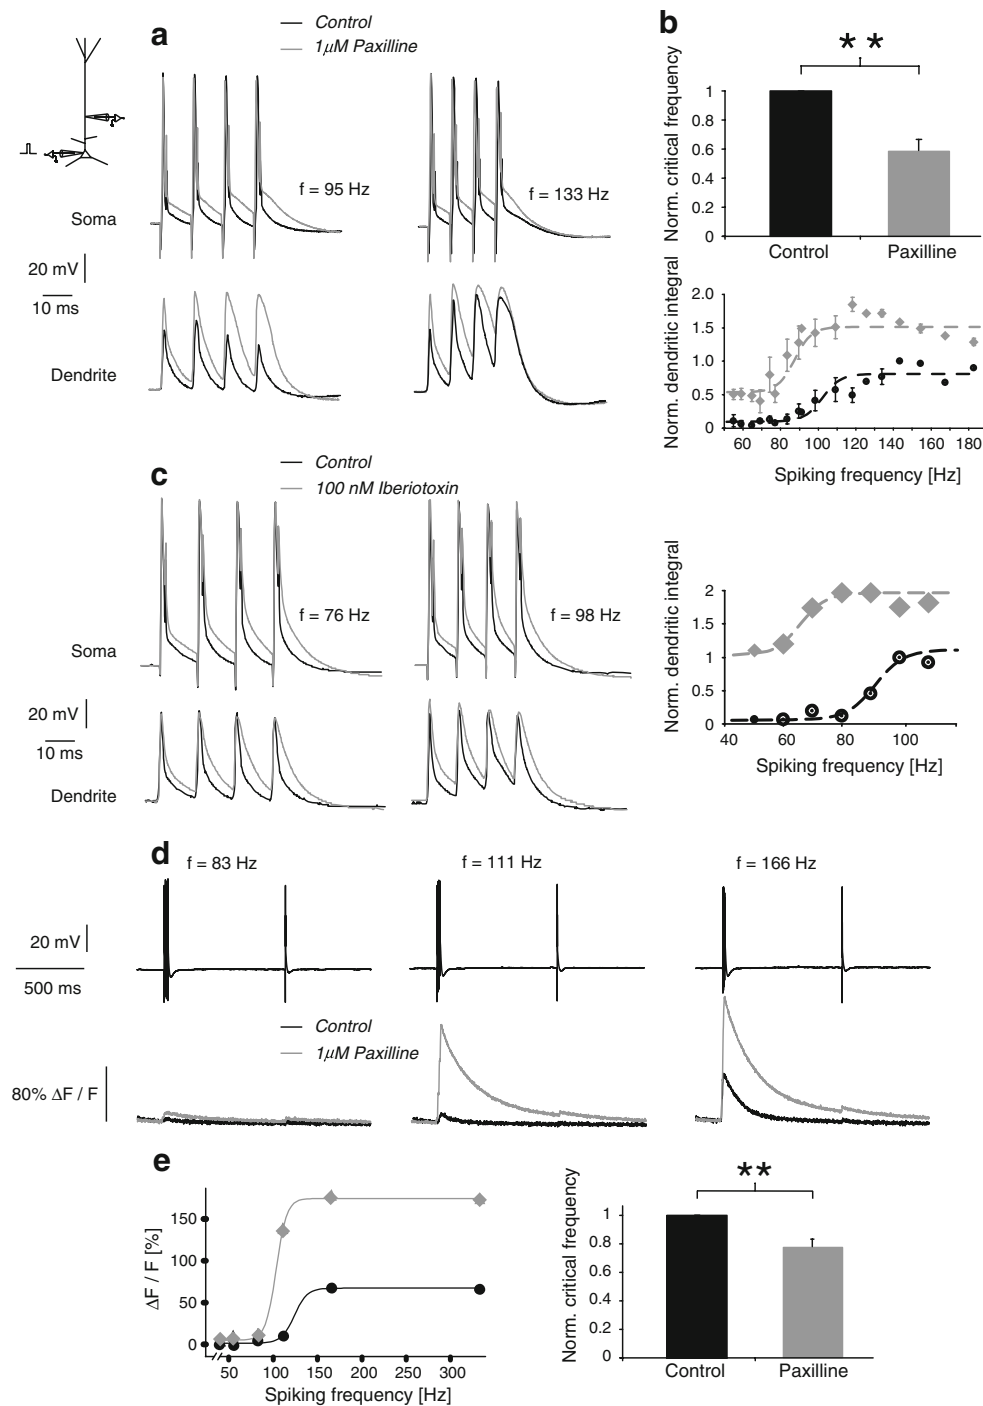 a
Control
1μM Paxilline
f = 95 Hz
f = 133 Hz
Soma
20 mV
10 ms
Dendrite
b
**
Norm. critical frequency
1
0.8
0.6
0.4
0.2
0
Control
Paxilline
Norm. dendritic integral
2.0
1.5
1.0
0.5
0
60
80
100
120
140
160
180
Spiking frequency [Hz]
c
Control
100 nM Iberiotoxin
f = 76 Hz
f = 98 Hz
Soma
20 mV
10 ms
Dendrite
Norm. dendritic integral
2
1.5
1
0.5
0
40
60
80
100
Spiking frequency [Hz]
d
f = 83 Hz
f = 111 Hz
f = 166 Hz
20 mV
500 ms
Control
1μM Paxilline
80% ΔF / F
e
ΔF / F [%]
150
100
50
0
50
100
150
200
250
300
Spiking frequency [Hz]
**
Norm. critical frequency
1
0.8
0.6
0.4
0.2
0
Control
Paxilline